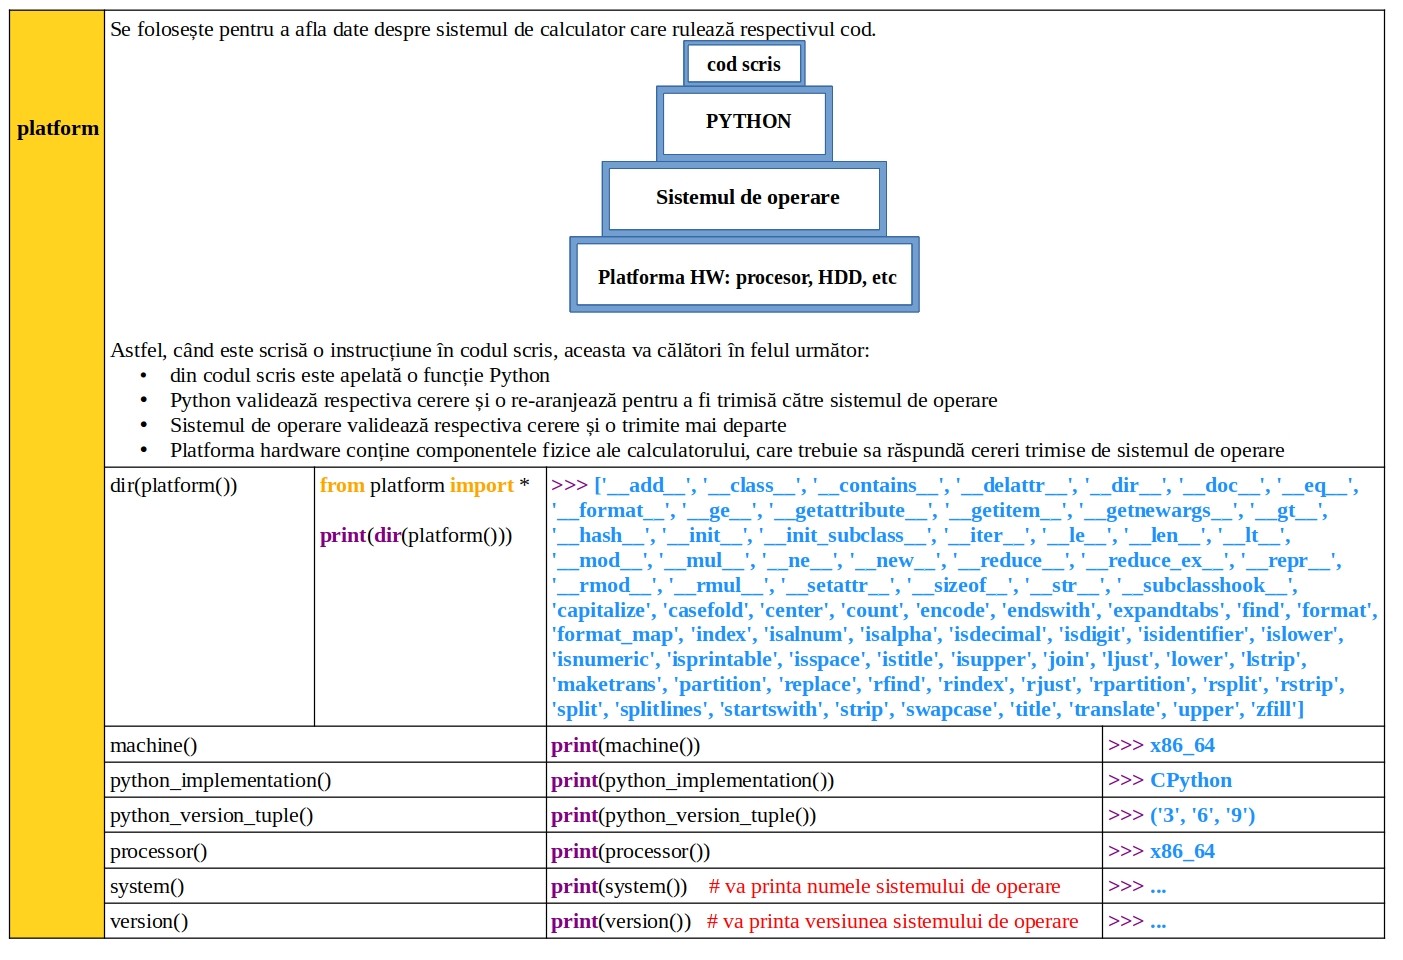 platform
Se folosește pentru a afla date despre sistemul de calculator care rulează respectivul cod.
cod scris
PYTHON
Sistemul de operare
Platforma HW: procesor, HDD, etc
Astfel, când este scrisă o instrucțiune în codul scris, aceasta va călători în felul următor:
• din codul scris este apelată o funcție Python
• Python validează respectiva cerere și o re-aranjează pentru a fi trimisă către sistemul de operare
• Sistemul de operare validează respectiva cerere și o trimite mai departe
• Platforma hardware conține componentele fizice ale calculatorului, care trebuie sa răspundă cereri trimise de sistemul de operare
dir(platform())
from platform import *
print(dir(platform()))
>>> ['__add__', '__class__', '__contains__', '__delattr__', '__dir__', '__doc__', '__eq__',
'__format__', '__ge__', '__getattribute__', '__getitem__', '__getnewargs__', '__gt__',
'__hash__', '__init__', '__init_subclass__', '__iter__', '__le__', '__len__', '__lt__',
'__mod__', '__mul__', '__ne__', '__new__', '__reduce__', '__reduce_ex__', '__repr__',
'__rmod__', '__rmul__', '__setattr__', '__sizeof__', '__str__', '__subclasshook__',
'capitalize', 'casefold', 'center', 'count', 'encode', 'endswith', 'expandtabs', 'find', 'format',
'format_map', 'index', 'isalnum', 'isalpha', 'isdecimal', 'isdigit', 'isidentifier', 'islower',
'isnumeric', 'isprintable', 'isspace', 'istitle', 'isupper', 'join', 'ljust', 'lower', 'lstrip',
'maketrans', 'partition', 'replace', 'rfind', 'rindex', 'rjust', 'rpartition', 'rsplit', 'rstrip',
'split', 'splitlines', 'startswith', 'strip', 'swapcase', 'title', 'translate', 'upper', 'zfill']
machine() print(machine()) >>> x86_64
python_implementation() print(python_implementation()) >>> CPython
python_version_tuple() print(python_version_tuple()) >>> ('3', '6', '9')
processor() print(processor()) >>> x86_64
system() print(system()) # va printa numele sistemului de operare >>> ...
version() print(version()) # va printa versiunea sistemului de operare >>> ...